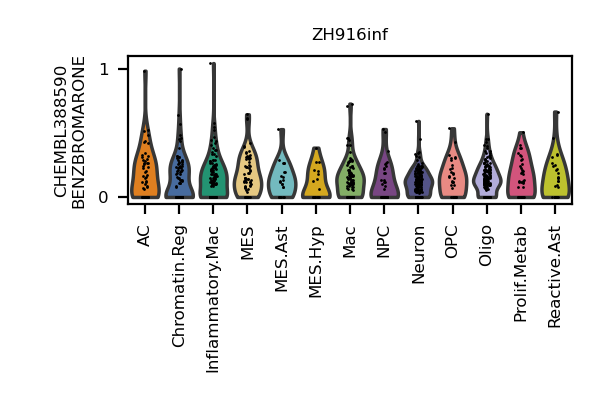 ZH916inf
CHEMBL388590
BENZBROMARONE
1
0
AC
Chromatin.Reg
Inflammatory.Mac
MES
MES.Ast
MES.Hyp
Mac
NPC
Neuron
OPC
Oligo
Prolif.Metab
Reactive.Ast